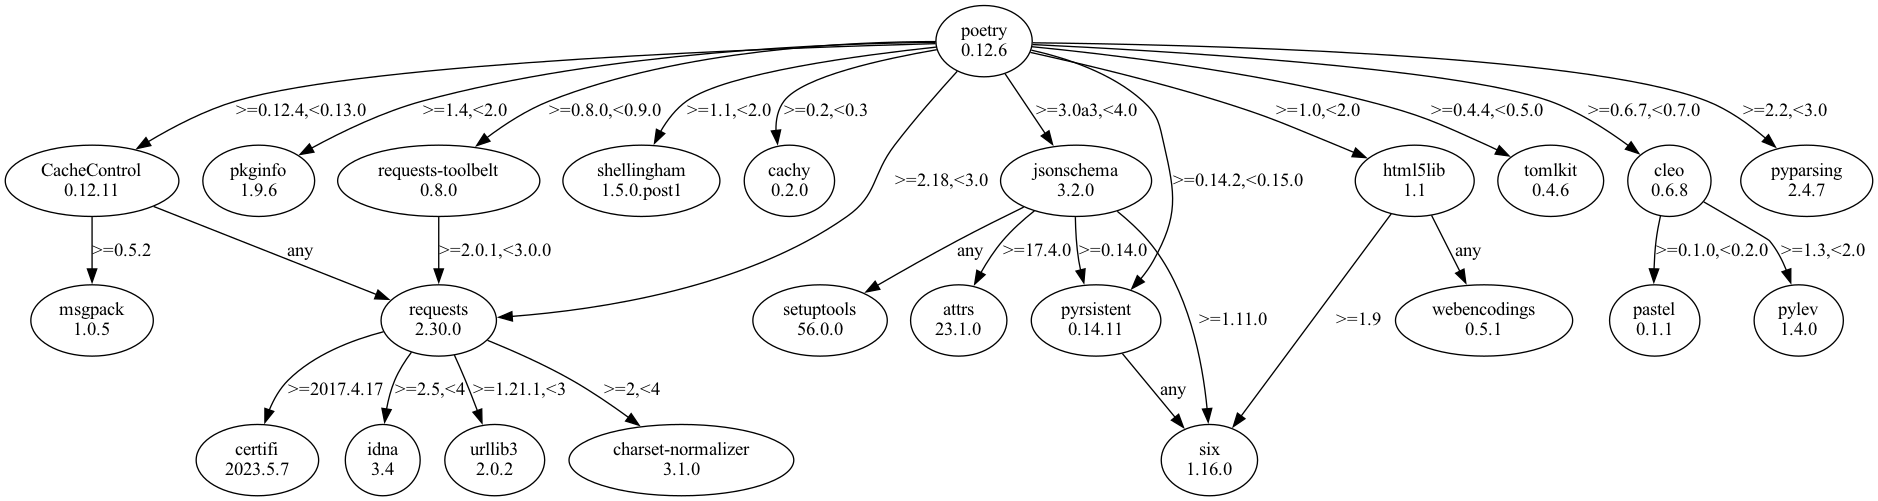 poetry
0.12.6
>=0.12.4,<0.13.0
>=1.4,<2.0
>=0.8.0,<0.9.0
>=1.1,<2.0
>=0.2,<0.3
>=3.0a3,<4.0
>=1.0,<2.0
>=0.4.4,<0.5.0
>=0.6.7,<0.7.0
>=2.2,<3.0
CacheControl
0.12.11
pkginfo
1.9.6
requests-toolbelt
0.8.0
shellingham
1.5.0.post1
cachy
0.2.0
>=2.18,<3.0
jsonschema
3.2.0
>=0.14.2,<0.15.0
html5lib
1.1
tomlkit
0.4.6
cleo
0.6.8
pyparsing
2.4.7
>=0.5.2
any
>=2.0.1,<3.0.0
any
>=17.4.0
>=0.14.0
any
>=0.1.0,<0.2.0
>=1.3,<2.0
msgpack
1.0.5
requests
2.30.0
setuptools
56.0.0
attrs
23.1.0
pyrsistent
0.14.11
>=1.11.0
>=1.9
webencodings
0.5.1
pastel
0.1.1
pylev
1.4.0
>=2017.4.17
>=2.5,<4
>=1.21.1,<3
>=2,<4
any
certifi
2023.5.7
idna
3.4
urllib3
2.0.2
charset-normalizer
3.1.0
six
1.16.0